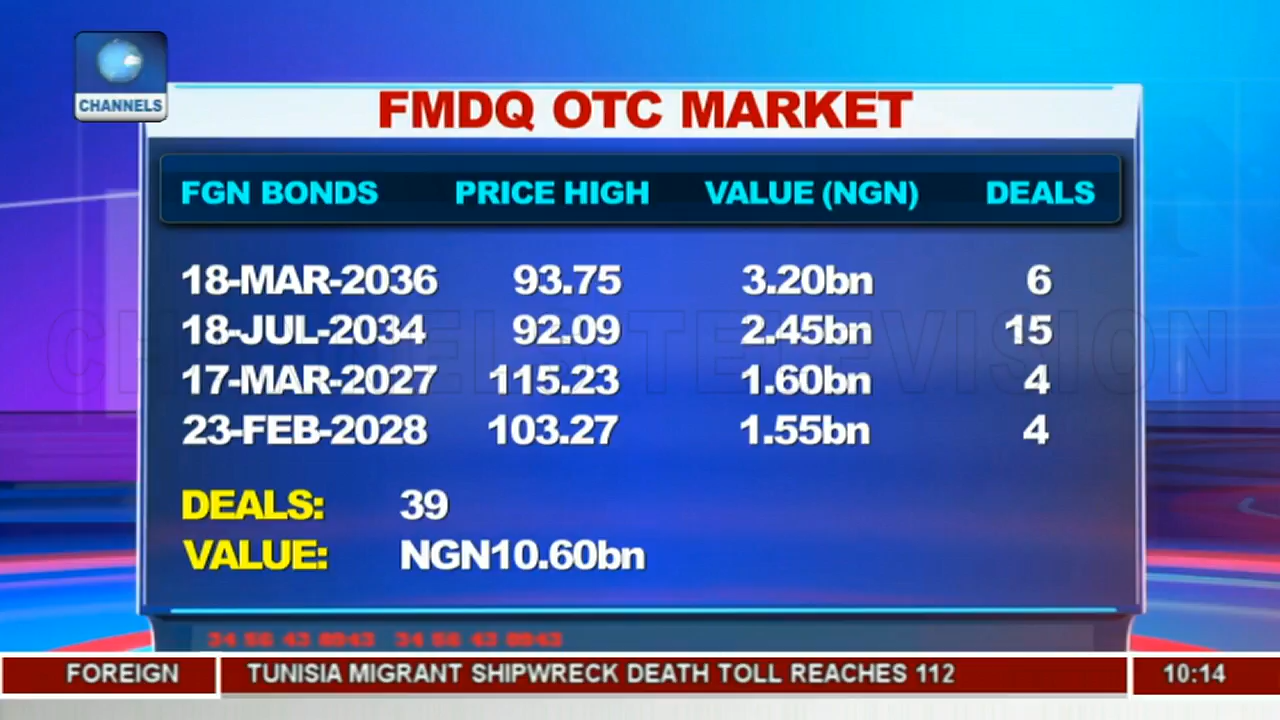 CHANNELS
FMDQ OTC MARKET
FGN BONDS PRICE HIGH VALUE (NGN) DEALS
18-MAR-2036 93.75 3.20bn 6
18-JUL-2034 92.09 2.45bn 15
17-MAR-2027 115.23 1.60bn 4
23-FEB-2028 103.27 1.55bn 4
CHANNELS TELEVISION
DEALS: 39
VALUE: NGN10.60bn
FOREIGN TUNISIA MIGRANT SHIPWRECK DEATH TOLL REACHES 112 10:14